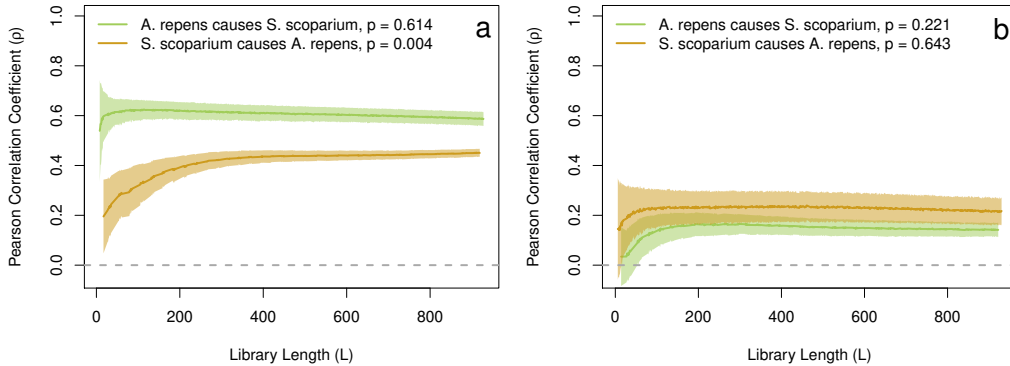 A. repens causes S. scoparium, p = 0.614
S. scoparium causes A. repens, p = 0.004
a
Pearson Correlation Coefficient (ρ)
1.0
0.8
0.6
0.4
0.2
0.0
0 200 400 600 800
Library Length (L)
A. repens causes S. scoparium, p = 0.221
S. scoparium causes A. repens, p = 0.643
b
Pearson Correlation Coefficient (ρ)
1.0
0.8
0.6
0.4
0.2
0.0
0 200 400 600 800
Library Length (L)